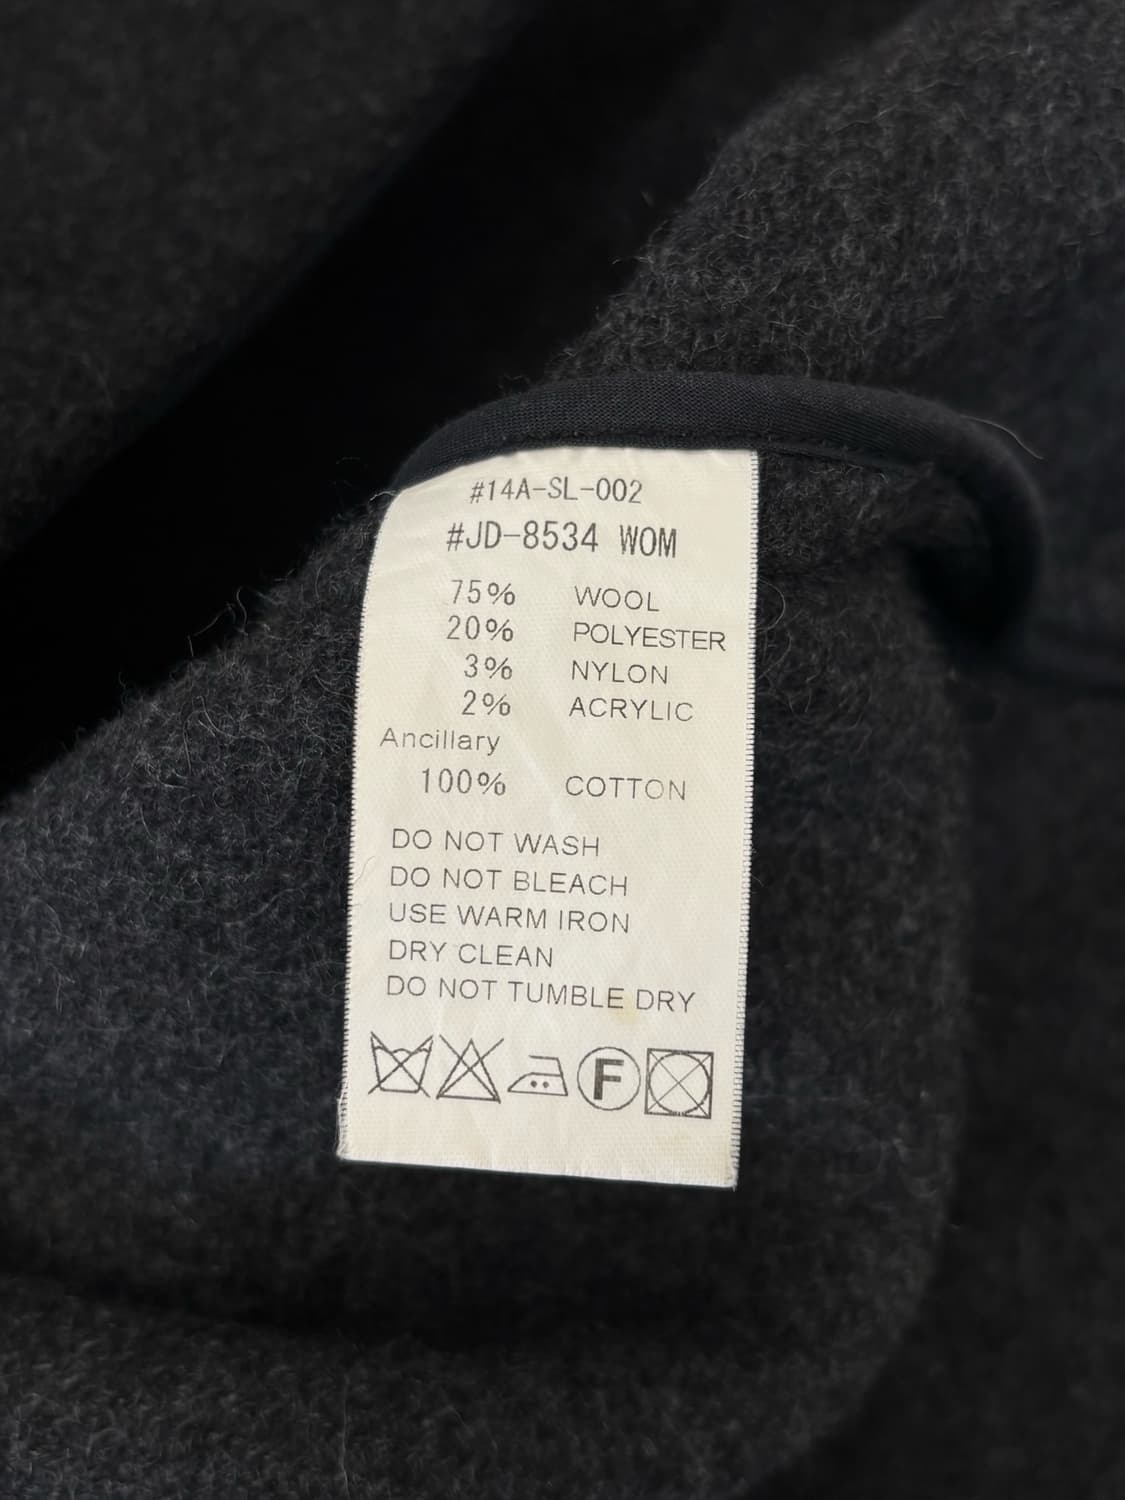 #14A-SL-002
#JD-8534 WOM
75% WOOL
20% POLYESTER
3% NYLON
2% ACRYLIC
Ancillary
100% COTTON
DO NOT WASH
DO NOT BLEACH
USE WARM IRON
DRY CLEAN
DO NOT TUMBLE DRY
F